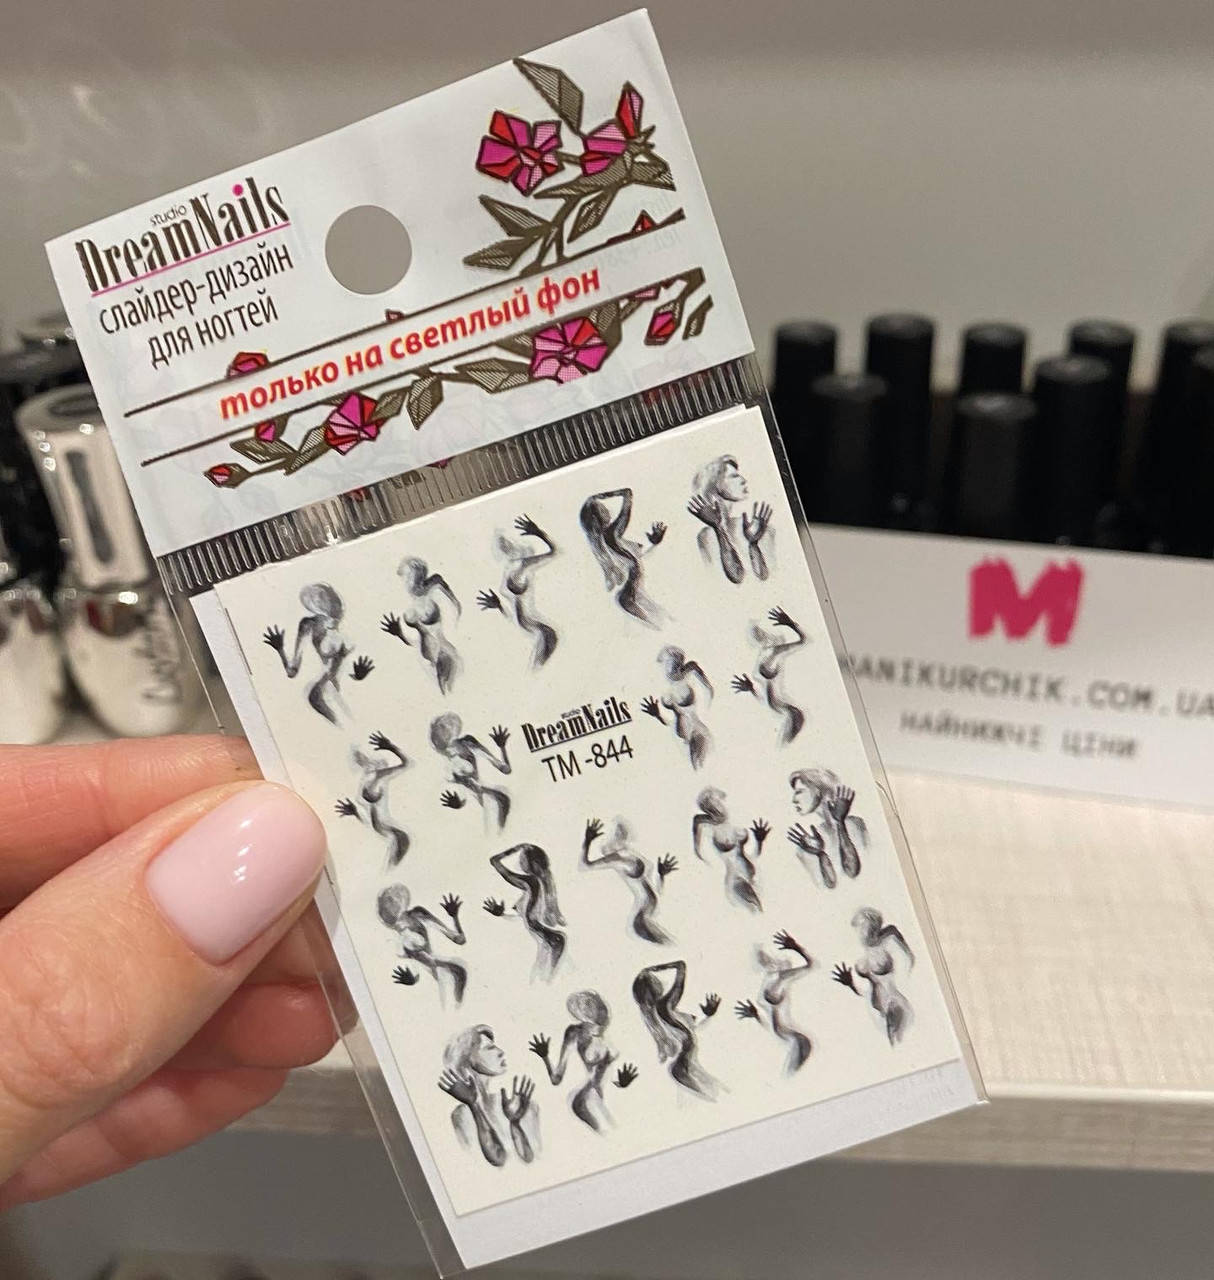 studio
DreamNails
слайдер-дизайн
для ногтей
только на светлый фон
studio
DreamNails
TM -844
M
MANIKURCHIK.COM.UA
НАЙНИЖЧІ ЦІНИ